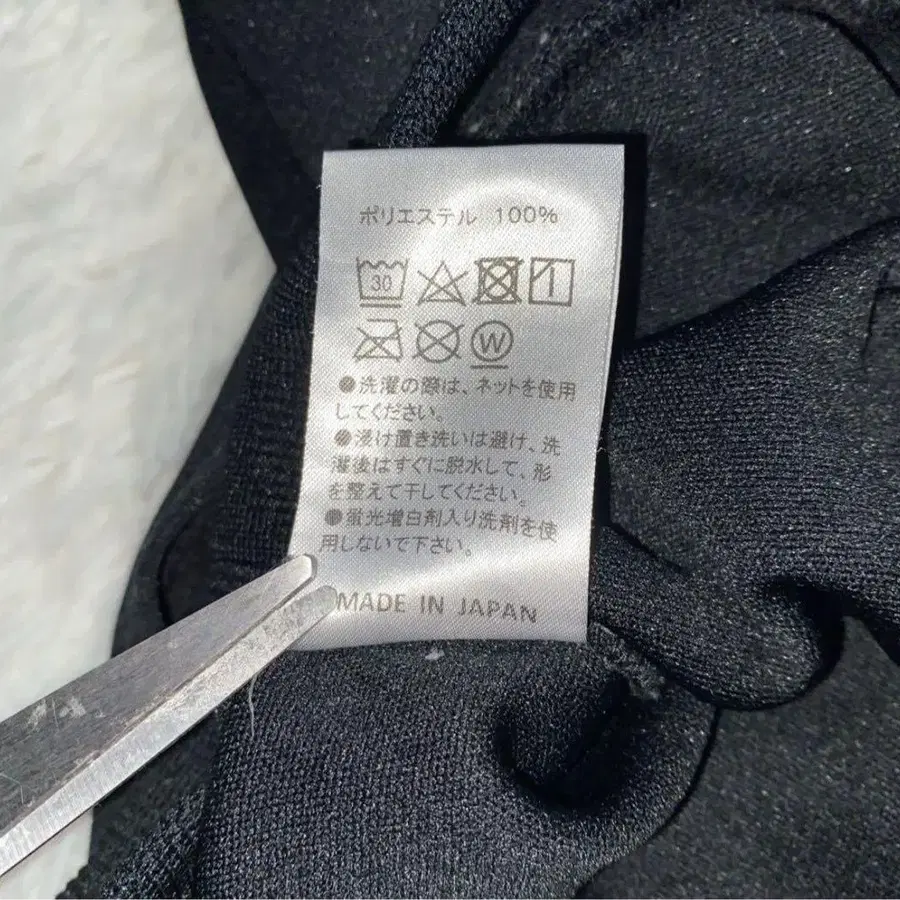 ポリエステル 100%
30
W
●洗濯の際は、ネットを使用
してください。
●浸け置き洗いは避け、洗
濯後はすぐに脱水して、形
を整えて干してください。
●蛍光増白剤入り洗剤を使
用しないで下さい。
MADE IN JAPAN